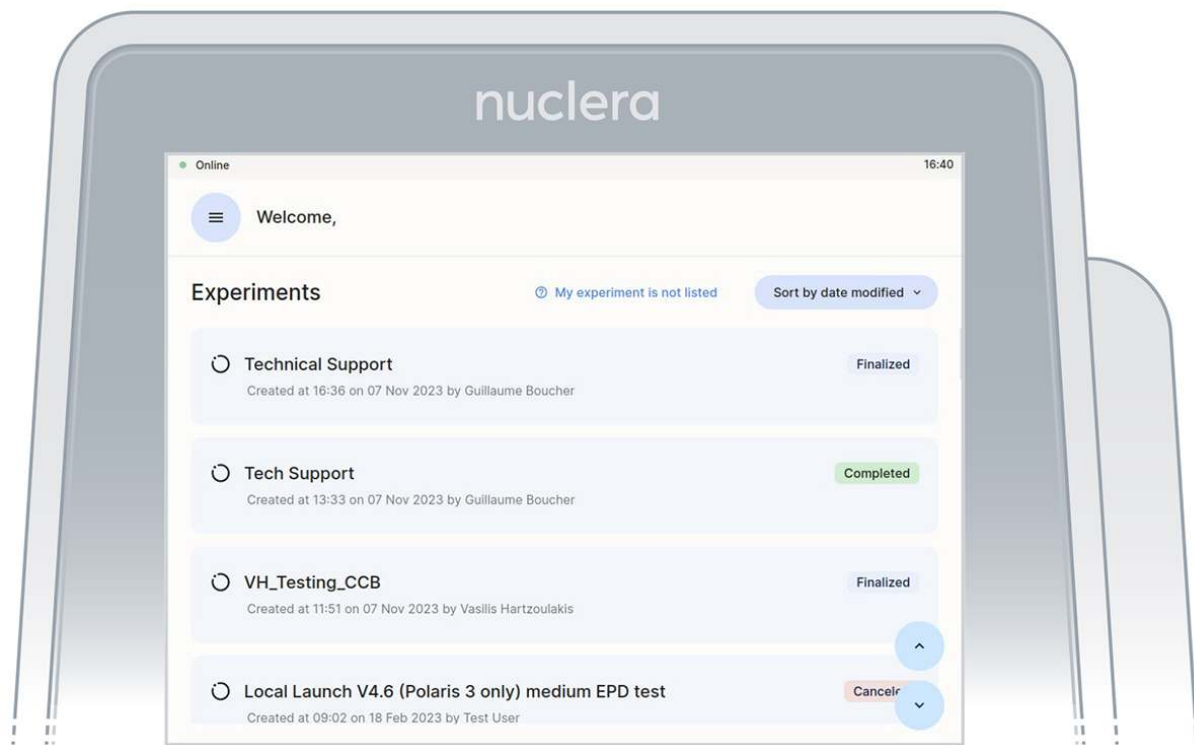 nuclera
Online 16:40
Welcome,
Experiments My experiment is not listed Sort by date modified
Technical Support Finalized
Created at 16:36 on 07 Nov 2023 by Guillaume Boucher
Tech Support Completed
Created at 13:33 on 07 Nov 2023 by Guillaume Boucher
VH_Testing_CCB Finalized
Created at 11:51 on 07 Nov 2023 by Vasilis Hartzoulakis
Local Launch V4.6 (Polaris 3 only) medium EPD test
Created at 09:02 on 18 Feb 2023 by Test User